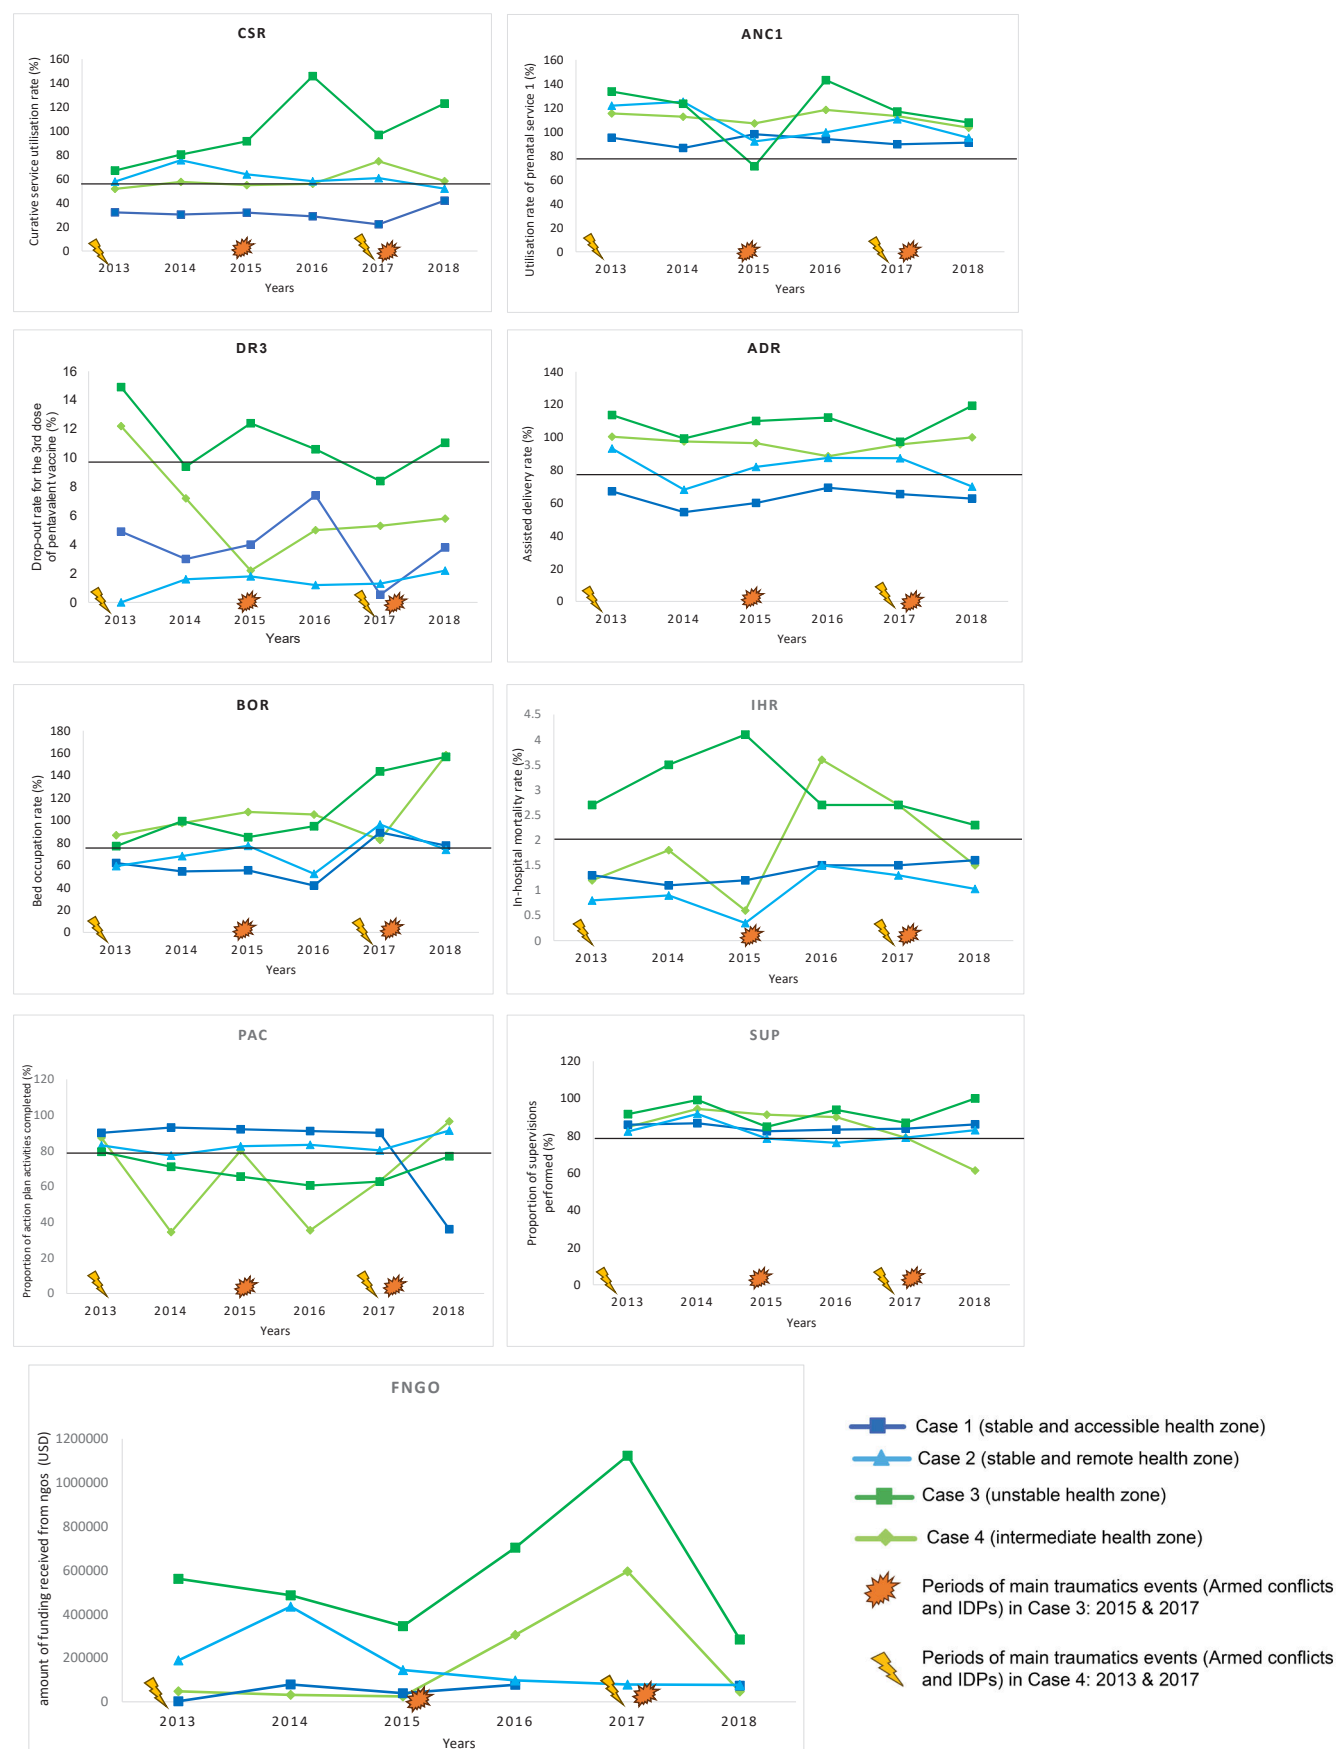 CSR
Curative service utilisation rate (%)
160
140
120
100
80
60
40
20
0
2013 2014 2015 2016 2017 2018
Years
ANC1
Utilisation rate of prenatal service 1 (%)
160
140
120
100
80
60
40
20
0
2013 2014 2015 2016 2017 2018
Years
DR3
Drop-out rate for the 3rd dose
of pentavalent vaccine (%)
16
14
12
10
8
6
4
2
0
2013 2014 2015 2016 2017 2018
Years
ADR
Assisted delivery rate (%)
140
120
100
80
60
40
20
0
2013 2014 2015 2016 2017 2018
Years
BOR
Bed occupation rate (%)
180
160
140
120
100
80
60
40
20
0
2013 2014 2015 2016 2017 2018
Years
IHR
In-hospital mortality rate (%)
4.5
4
3.5
3
2.5
2
1.5
1
0.5
0
2013 2014 2015 2016 2017 2018
Years
PAC
Proportion of action plan activities completed (%)
120
100
80
60
40
20
0
2013 2014 2015 2016 2017 2018
Years
SUP
Proportion of supervisions
performed (%)
120
100
80
60
40
20
0
2013 2014 2015 2016 2017 2018
Years
FNGO
amount of funding received from ngos (USD)
1200000
1000000
800000
600000
400000
200000
0
2013 2014 2015 2016 2017 2018
Years
Case 1 (stable and accessible health zone)
Case 2 (stable and remote health zone)
Case 3 (unstable health zone)
Case 4 (intermediate health zone)
Periods of main traumatics events (Armed conflicts
and IDPs) in Case 3: 2015 & 2017
Periods of main traumatics events (Armed conflicts
and IDPs) in Case 4: 2013 & 2017